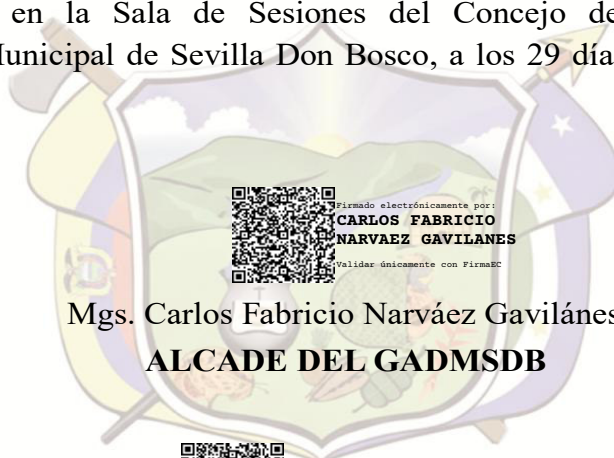 en la Sala de Sesiones del Concejo de
Municipal de Sevilla Don Bosco, a los 29 día
Firmado electrónicamente por:
CARLOS FABRICIO
NARVAEZ GAVILANES
Validar únicamente con FirmaEC
Mgs. Carlos Fabricio Narváez Gavilánes
ALCADE DEL GADMSDB